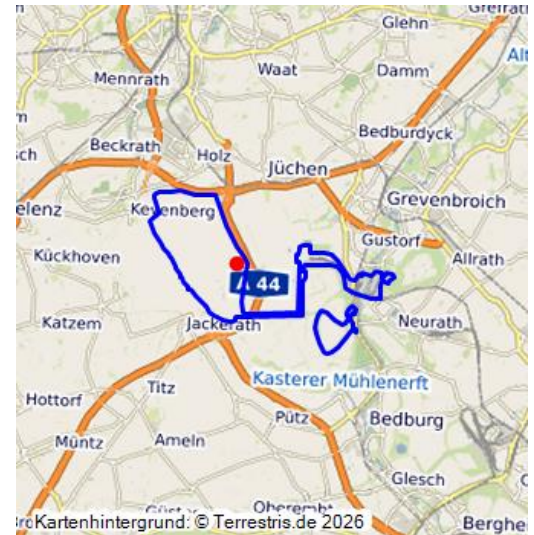 Glehn
Waat
Damm
Mennrath
Bedburdyck
Beckrath
Holz
Jüchen
Grevenbroich
Keyenberg
Gustorf
Kückhoven
Allrath
A 44
Katzem
Jackerath
Neurath
Kasterer Mühlenerft
Titz
Hottorf
Pütz
Bedburg
Müntz
Ameln
Glesch
Kartenhintergrund: © Terrestris.de 2026